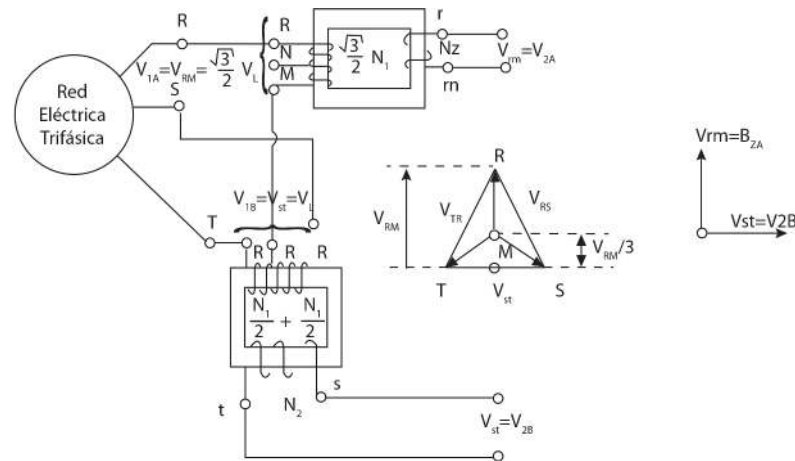 Red
Eléctrica
Trifásica
R
V1A=VRM=√3/2 VL
S
R
N
M
√3/2 N1
r
Nz
Vrm=V2A
rn
V1B=Vst=VL
T
R R R
N1/2 + N1/2
t
N2
s
Vst=V2B
R
VRM
VTR
VRS
M
VRM/3
T
Vst
S
Vrm=BZA
Vst=V2B